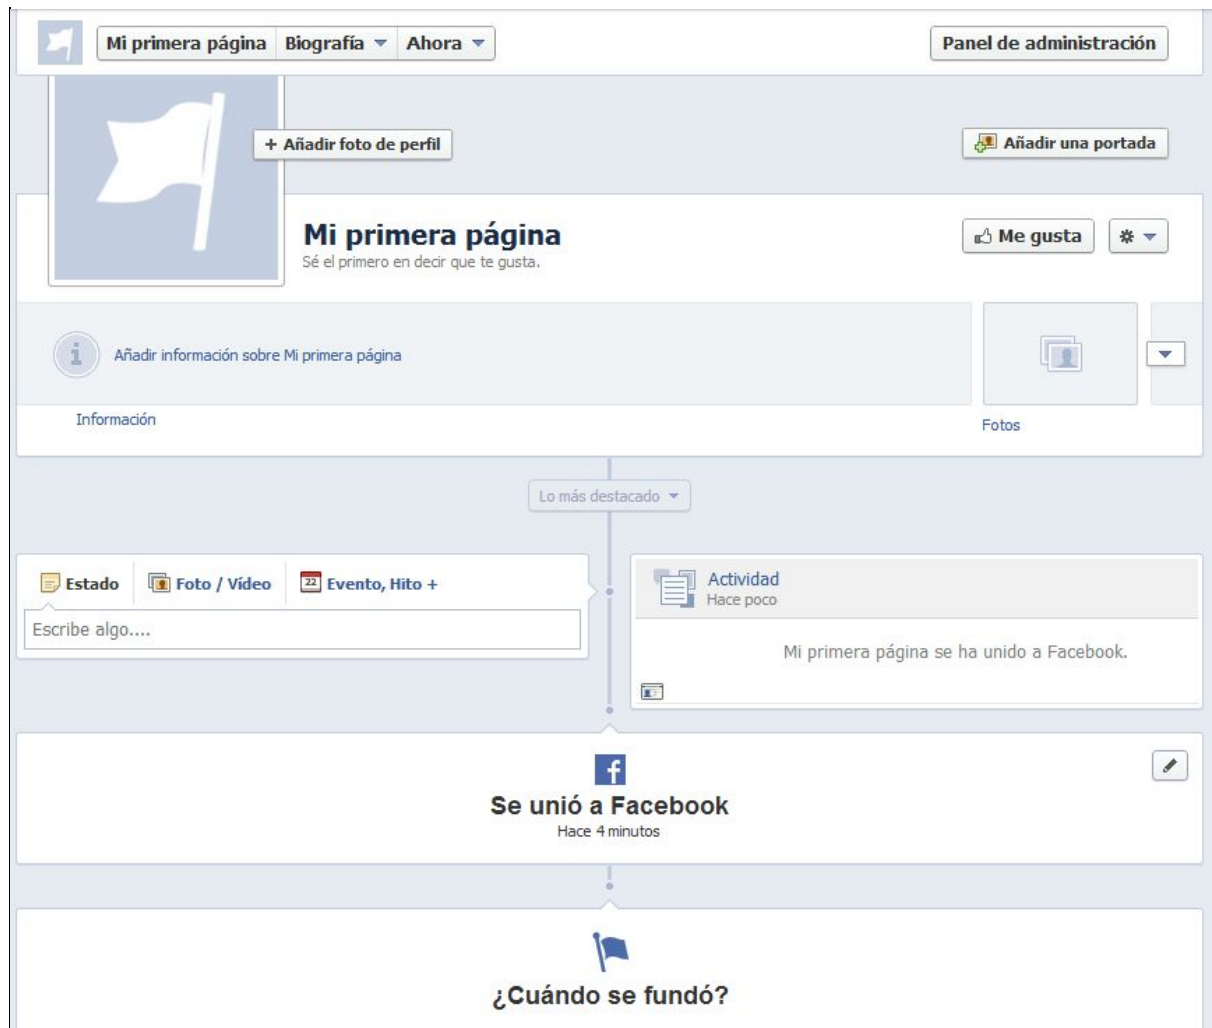 Mi primera página Biografía Ahora
Panel de administración
+ Añadir foto de perfil
Añadir una portada
Mi primera página
Sé el primero en decir que te gusta.
Me gusta
i Añadir información sobre Mi primera página
Información
Fotos
Lo más destacado
Estado Foto / Vídeo 22 Evento, Hito +
Escribe algo....
Actividad
Hace poco
Mi primera página se ha unido a Facebook.
f
Se unió a Facebook
Hace 4 minutos
¿Cuándo se fundó?